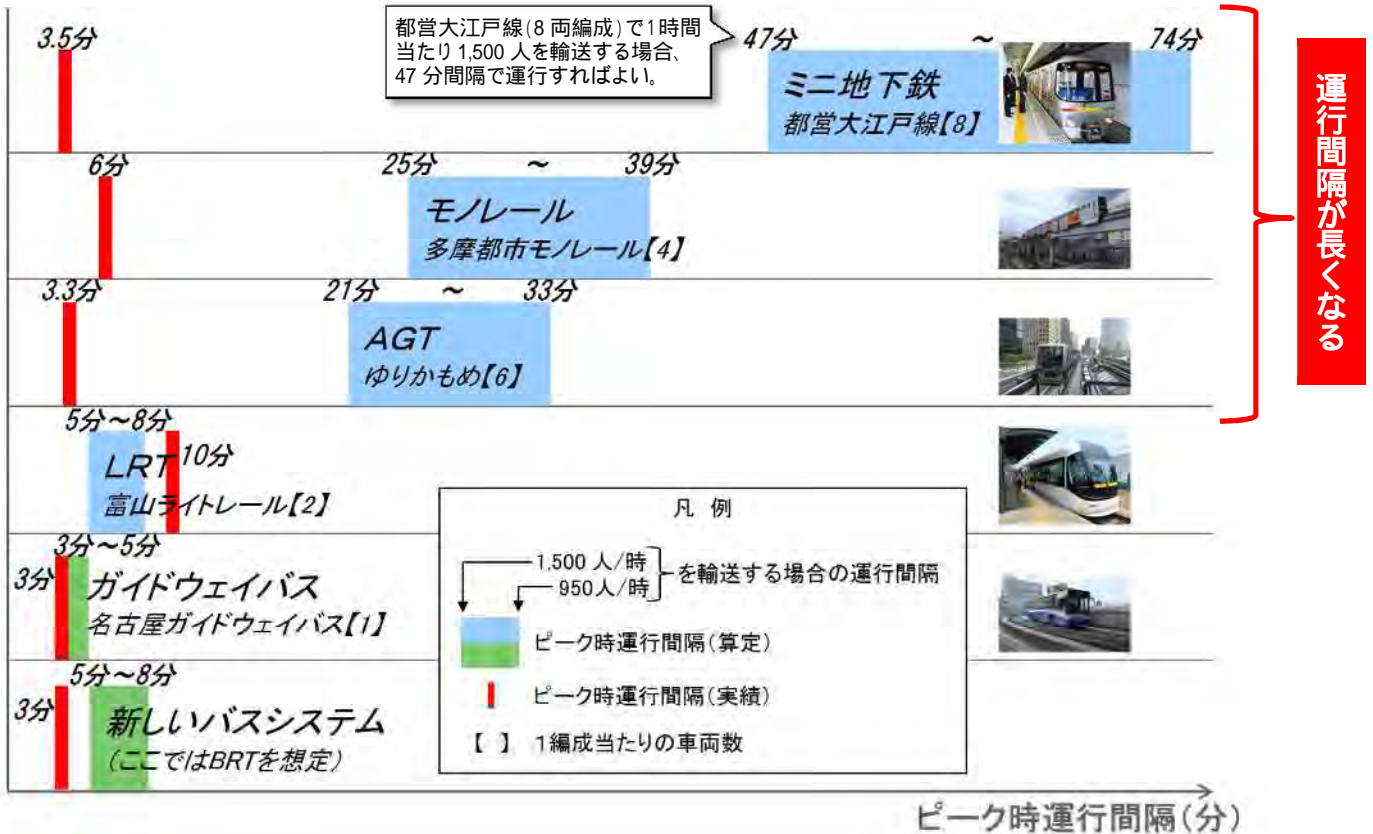 都営大江戸線(8両編成)で1時間
当たり1,500人を輸送する場合、
47分間隔で運行すればよい。
3.5分
47分 ～ 74分
ミニ地下鉄
都営大江戸線【8】
6分
25分 ～ 39分
モノレール
多摩都市モノレール【4】
3.3分
21分 ～ 33分
AGT
ゆりかもめ【6】
運行間隔が長くなる
5分～8分
10分
LRT
富山ライトレール【2】
3分～5分
3分
ガイドウェイバス
名古屋ガイドウェイバス【1】
5分～8分
3分
新しいバスシステム
(ここではBRTを想定)
凡 例
1,500人/時
950人/時
を輸送する場合の運行間隔
ピーク時運行間隔(算定)
ピーク時運行間隔(実績)
【 】 1編成当たりの車両数
ピーク時運行間隔(分)